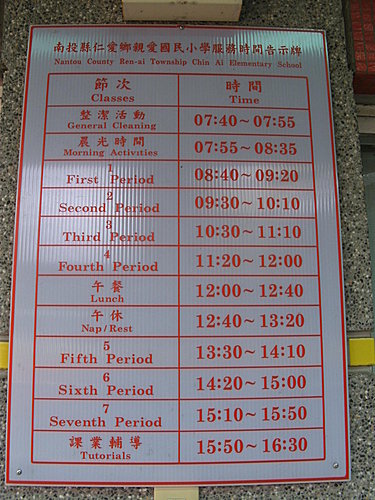 南投縣仁愛鄉親愛國民小學服務時間告示牌
Nantou County Ren-ai Township Chin Ai Elementary School
節次 時間
Classes Time
整潔活動
General Cleaning 07:40~07:55
晨光時間
Morning Activities 07:55~08:35
1
First Period 08:40~09:20
2
Second Period 09:30~10:10
3
Third Period 10:30~11:10
4
Fourth Period 11:20~12:00
午餐
Lunch 12:00~12:40
午休
Nap/Rest 12:40~13:20
5
Fifth Period 13:30~14:10
6
Sixth Period 14:20~15:00
7
Seventh Period 15:10~15:50
課業輔導
Tutorials 15:50~16:30